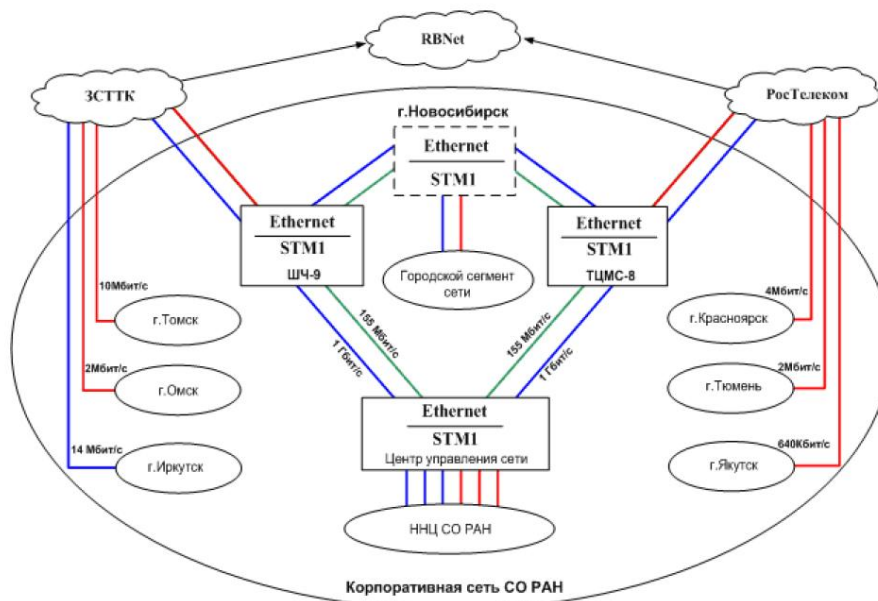 RBNet
ЗСТТК
РосТелеком
г.Новосибирск
Ethernet
STM1
Ethernet
STM1
ШЧ-9
Ethernet
STM1
ТЦМС-8
Городской сегмент
сети
10Мбит/с
г.Томск
2Мбит/с
г.Омск
14 Мбит/с
г.Иркутск
155 Мбит/с
1 Гбит/с
155 Мбит/с
1 Гбит/с
4Мбит/с
г.Красноярск
2Мбит/с
г.Тюмень
640Кбит/с
г.Якутск
Ethernet
STM1
Центр управления сети
ННЦ СО РАН
Корпоративная сеть СО РАН